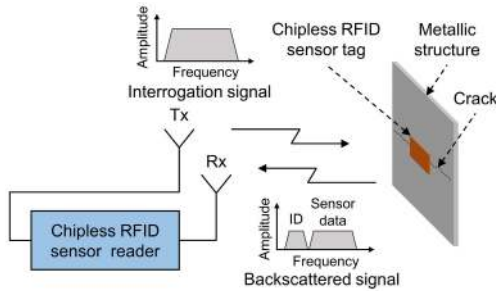 Amplitude
Frequency
Interrogation signal
Chipless RFID
sensor tag
Metallic
structure
Crack
Tx
Rx
Chipless RFID
sensor reader
Amplitude
ID
Sensor
data
Frequency
Backscattered signal